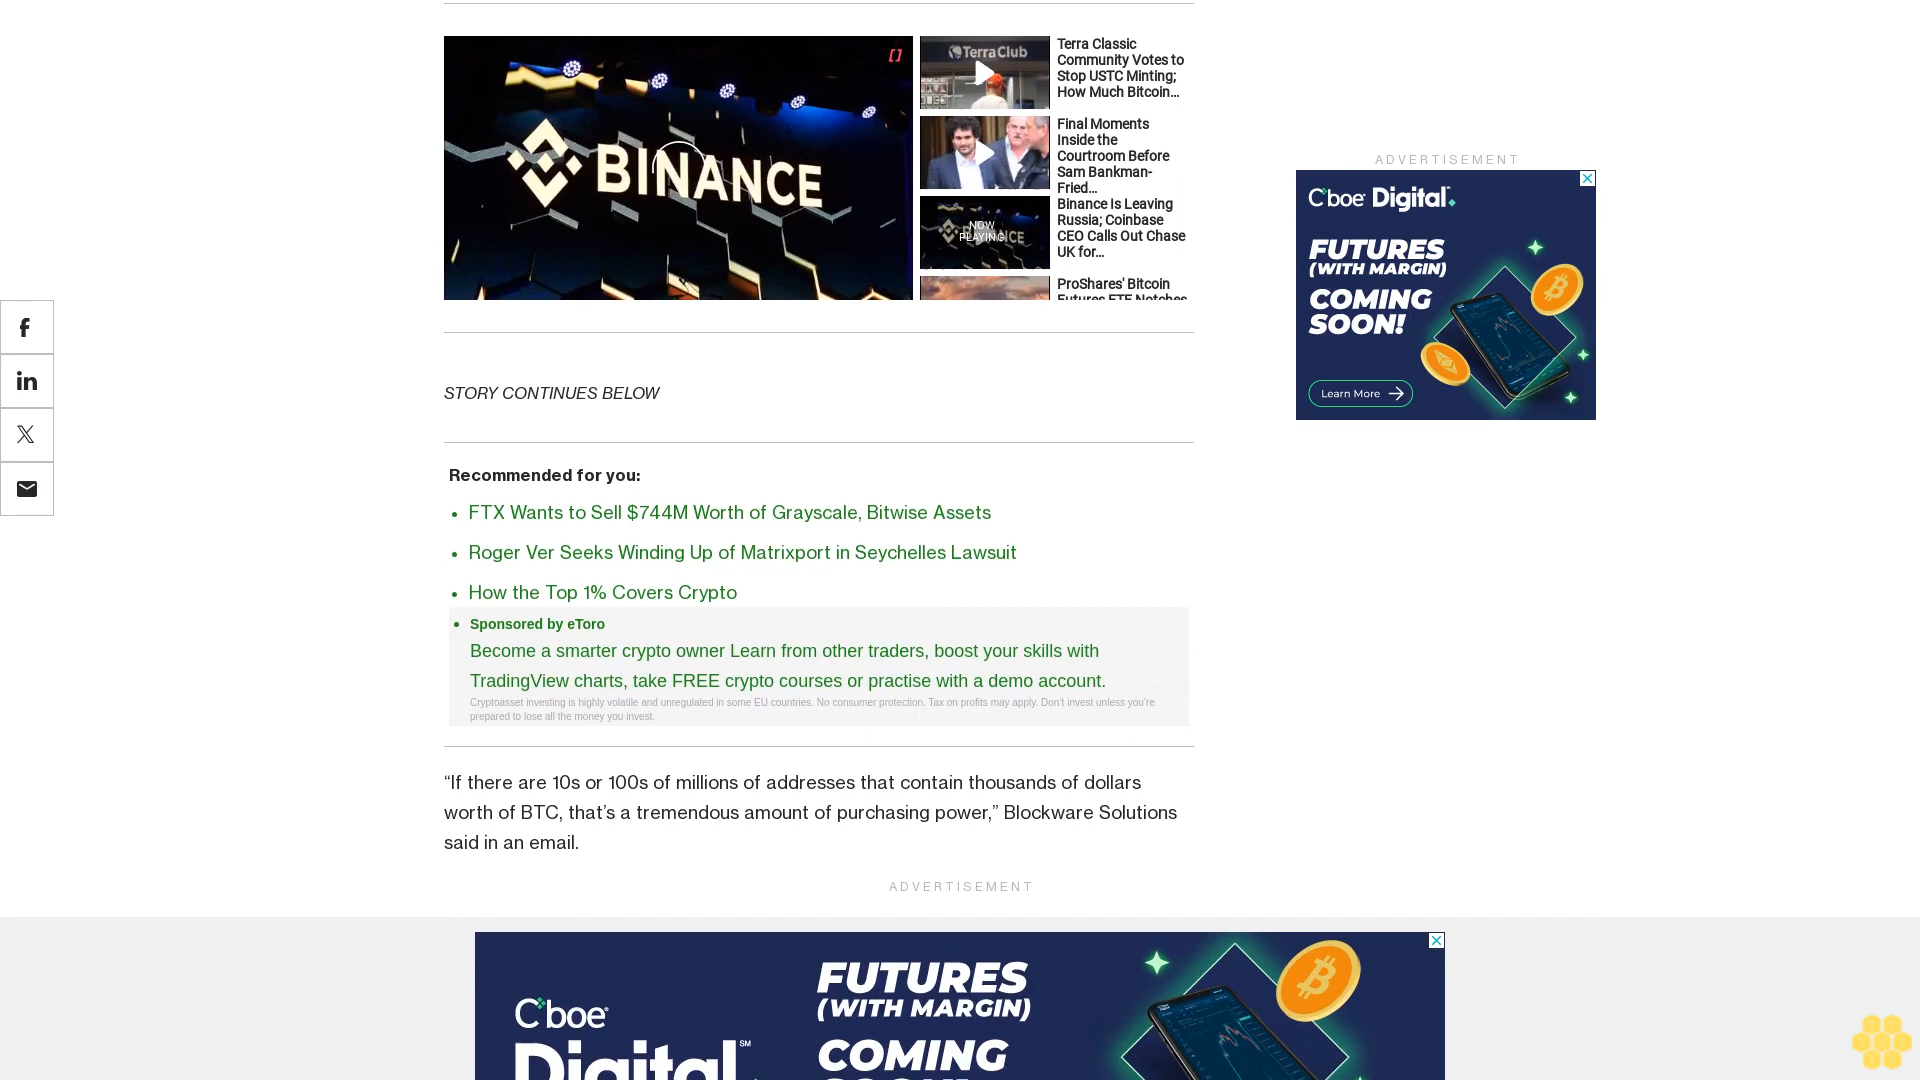 BINANCE
TerraClub
Terra Classic
Community Votes to
Stop USTC Minting;
How Much Bitcoin...
Final Moments
Inside the
Courtroom Before
Sam Bankman-
Fried...
NOW
PLAYING
Binance Is Leaving
Russia; Coinbase
CEO Calls Out Chase
UK for...
ProShares' Bitcoin
Futures ETF Notches
ADVERTISEMENT
Cboe Digital
FUTURES
(WITH MARGIN)
COMING
SOON!
Learn More
f
in
X
STORY CONTINUES BELOW
Recommended for you:
• FTX Wants to Sell $744M Worth of Grayscale, Bitwise Assets
• Roger Ver Seeks Winding Up of Matrixport in Seychelles Lawsuit
• How the Top 1% Covers Crypto
• Sponsored by eToro
Become a smarter crypto owner Learn from other traders, boost your skills with
TradingView charts, take FREE crypto courses or practise with a demo account.
Cryptoasset investing is highly volatile and unregulated in some EU countries. No consumer protection. Tax on profits may apply. Don't invest unless you're
prepared to lose all the money you invest.
“If there are 10s or 100s of millions of addresses that contain thousands of dollars
worth of BTC, that’s a tremendous amount of purchasing power,” Blockware Solutions
said in an email.
ADVERTISEMENT
Cboe®
Digital℠
FUTURES
(WITH MARGIN)
COMING
SOON!